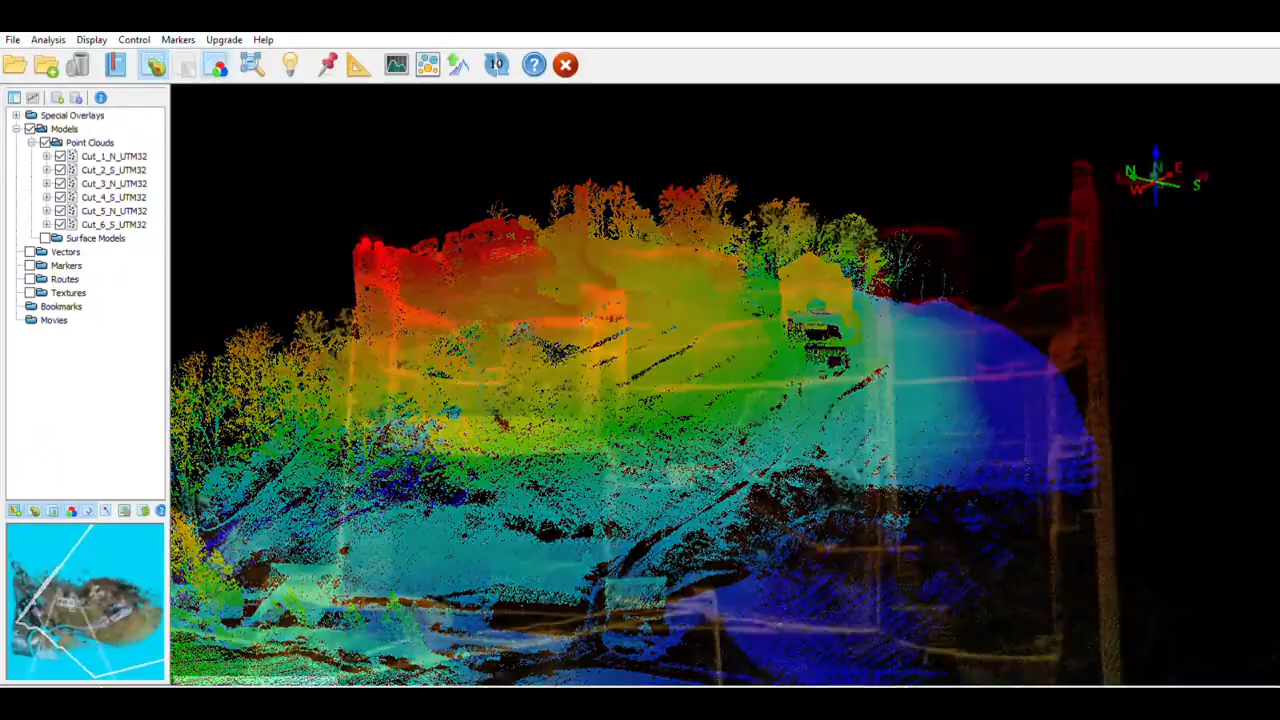 File Analysis Display Control Markers Upgrade Help
10
Special Overlays
Models
Point Clouds
Cut_1_N_UTM32
Cut_2_S_UTM32
Cut_3_N_UTM32
Cut_4_S_UTM32
Cut_5_N_UTM32
Cut_6_S_UTM32
Surface Models
Vectors
Markers
Routes
Textures
Bookmarks
Movies
N N E
W S